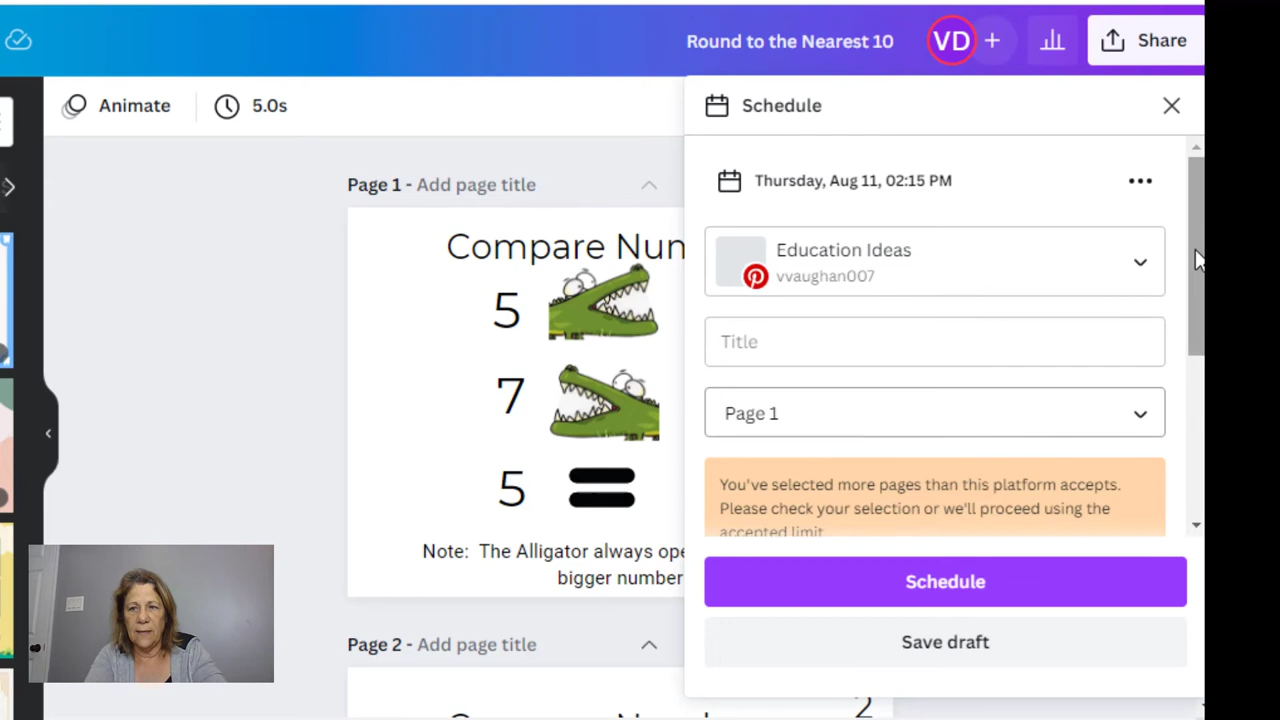 Round to the Nearest 10
VD
+
Share
Animate
5.0s
Schedule
Page 1 - Add page title
Thursday, Aug 11, 02:15 PM
Compare Num
5
7
5 =
Note: The Alligator always ope
bigger number
Education Ideas
vvaughan007
Title
Page 1
You've selected more pages than this platform accepts.
Please check your selection or we'll proceed using the
accepted limit.
Schedule
Save draft
Page 2 - Add page title
2